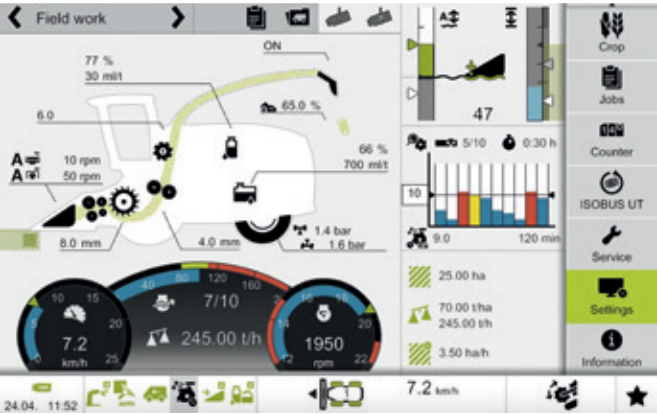 Field work
Crop
Jobs
Counter
ISOBUS UT
Service
Settings
Information
77 %
30 ml/t
ON
65.0 %
6.0
A 10 rpm
A 50 rpm
66 %
700 ml/t
8.0 mm
4.0 mm
1.4 bar
1.6 bar
A
47
5/10
0:30 h
10
9.0
120 min
25.00 ha
70.00 t/ha
245.00 t/h
3.50 ha/h
5 10 15 20 25
0
7.2
km/h
40 80 120 160
7/10
245.00 t/h
12 14 16 18 20 22
1950
rpm
24.04. 11:52
7.2 km/h